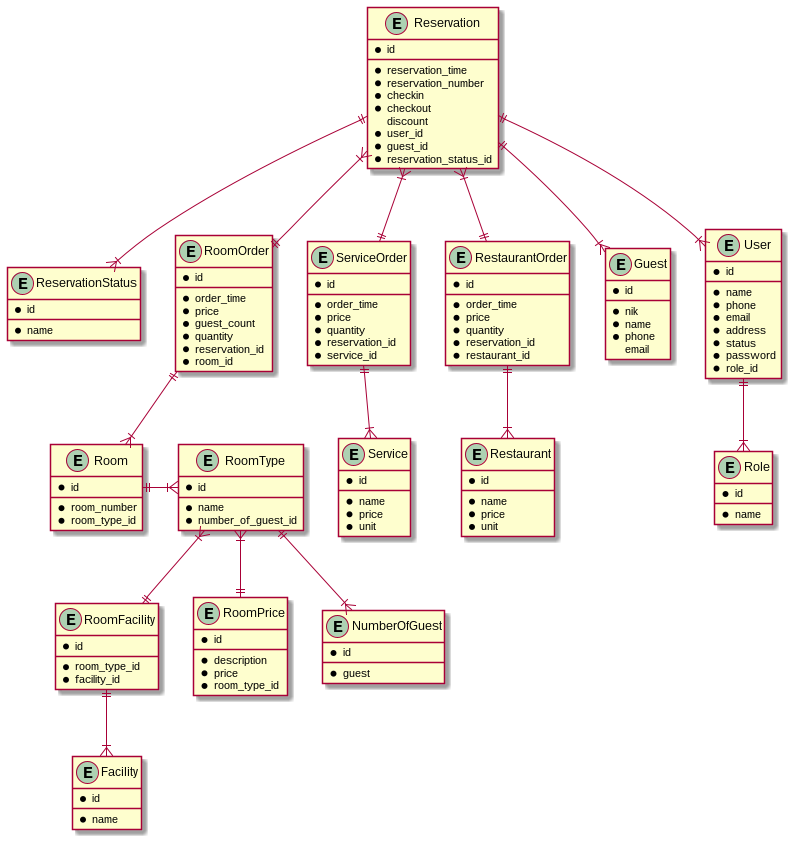 E Reservation
id
reservation_time
reservation_number
checkin
checkout
discount
user_id
guest_id
reservation_status_id
E ReservationStatus
id
name
E RoomOrder
id
order_time
price
guest_count
quantity
reservation_id
room_id
E ServiceOrder
id
order_time
price
quantity
reservation_id
service_id
E RestaurantOrder
id
order_time
price
quantity
reservation_id
restaurant_id
E Guest
id
nik
name
phone
email
E User
id
name
phone
email
address
status
password
role_id
E Room
id
room_number
room_type_id
E RoomType
id
name
number_of_guest_id
E Service
id
name
price
unit
E Restaurant
id
name
price
unit
E Role
id
name
E RoomFacility
id
room_type_id
facility_id
E RoomPrice
id
description
price
room_type_id
E NumberOfGuest
id
guest
E Facility
id
name